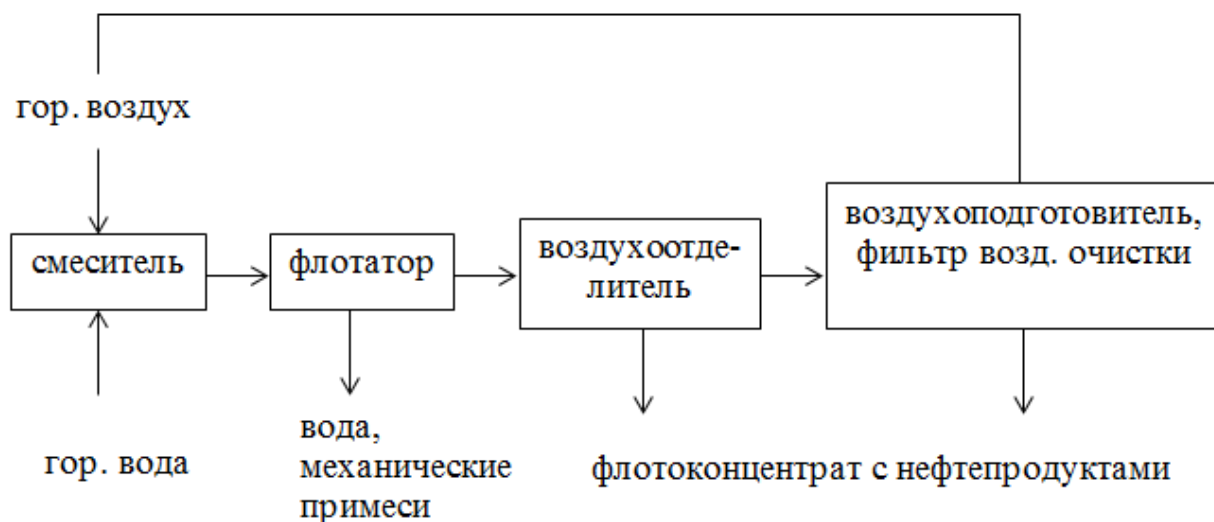 гор. воздух
воздухоподготовитель,
фильтр возд. очистки
смеситель
флотатор
воздухоотде-
литель
вода,
механические
примеси
гор. вода
флотоконцентрат с нефтепродуктами